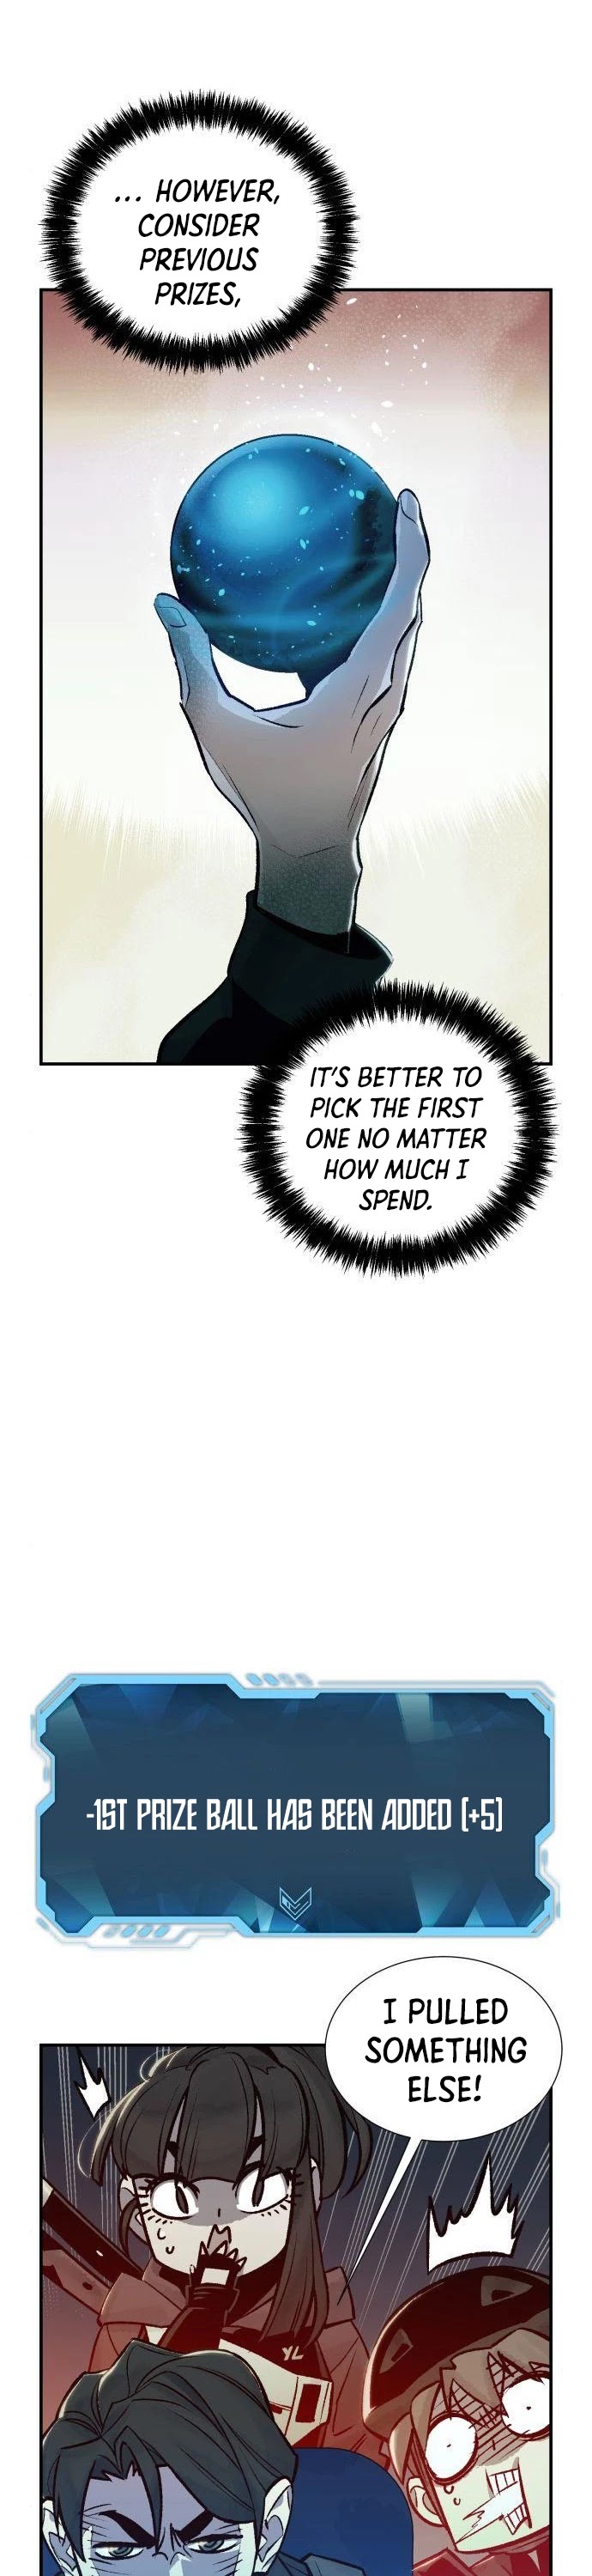 ... HOWEVER,
CONSIDER
PREVIOUS
PRIZES,
IT'S BETTER TO
PICK THE FIRST
ONE NO MATTER
HOW MUCH I
SPEND.
-1ST PRIZE BALL HAS BEEN ADDED (+5)
I PULLED
SOMETHING
ELSE!
YL